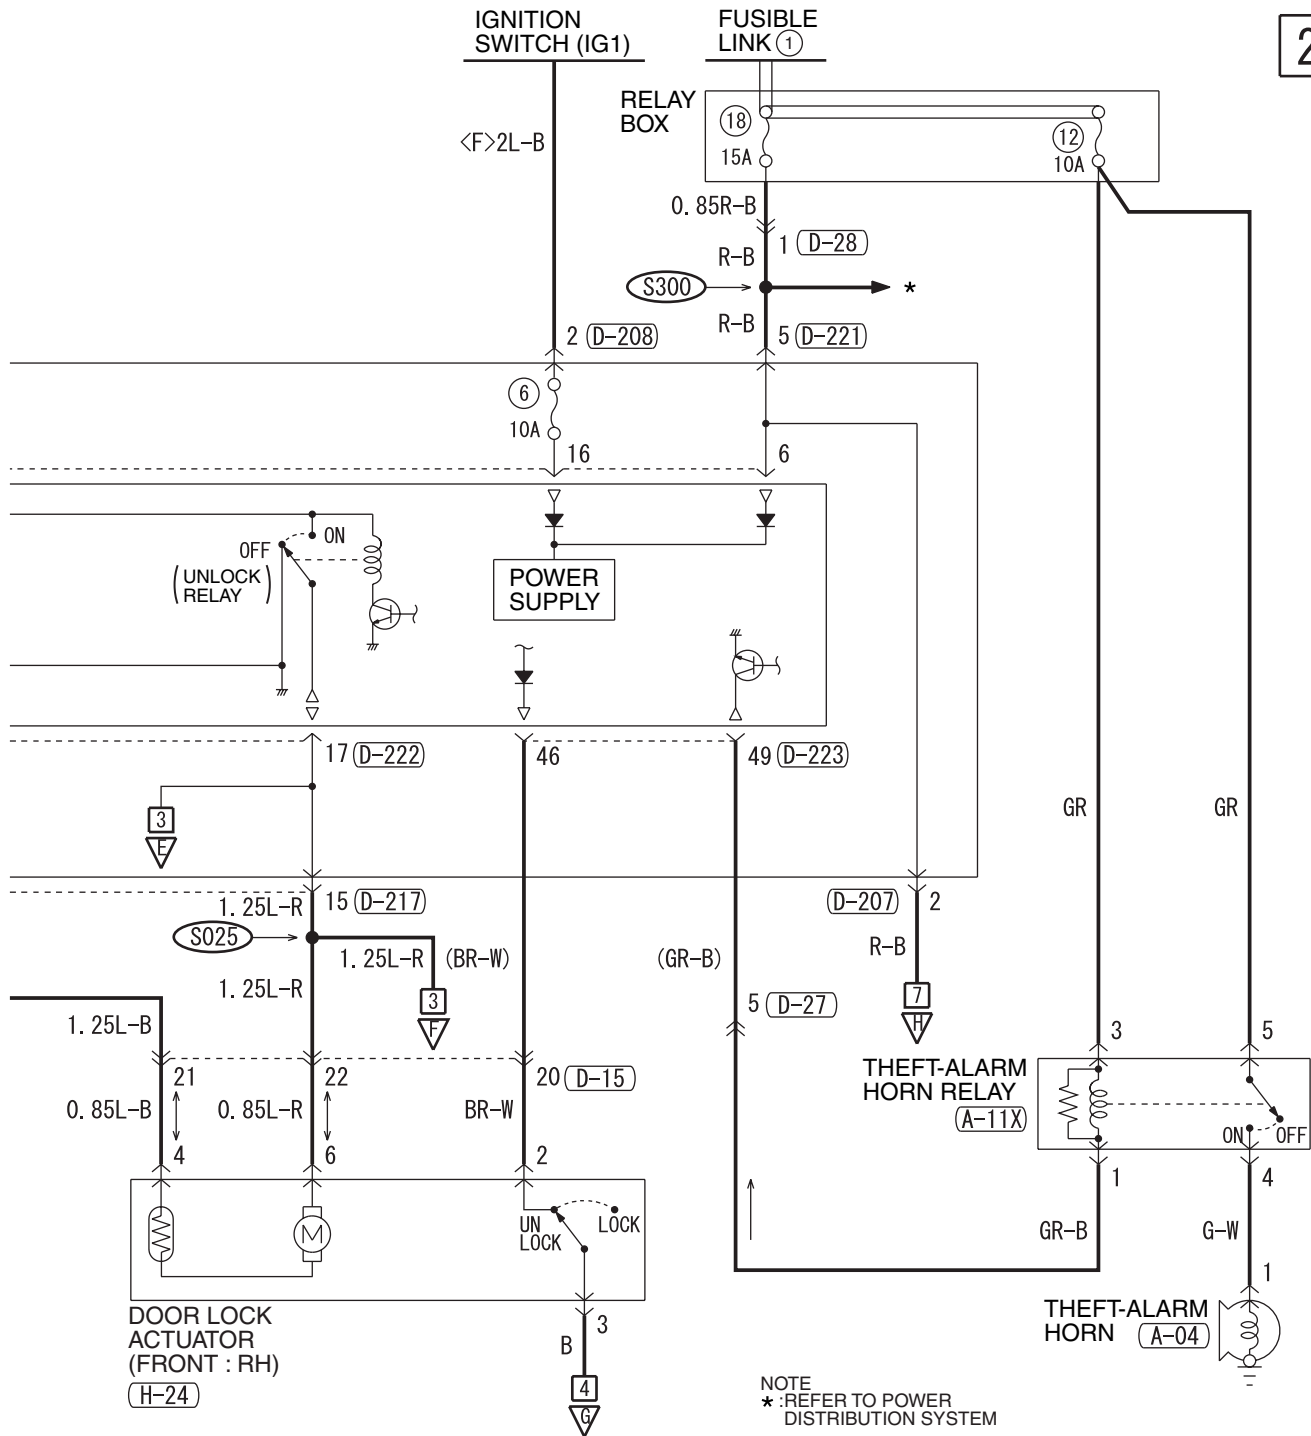 IGNITION
SWITCH (IG1)
FUSIBLE
LINK 1
2
RELAY
BOX
18
15A
12
10A
<F>2L-B
0.85R-B
1 D-28
R-B
S300
*
R-B
2 D-208
5 D-221
6
10A
16
6
OFF
ON
(UNLOCK
RELAY)
POWER
SUPPLY
17 D-222
46
49 D-223
3
E
GR
GR
1.25L-R
15 D-217
D-207 2
S025
1.25L-R
(BR-W)
(GR-B)
R-B
1.25L-R
3
F
5 D-27
7
H
1.25L-B
3
5
21
22
20 D-15
THEFT-ALARM
HORN RELAY
A-11X
0.85L-B
0.85L-R
BR-W
ON
OFF
4
6
2
1
4
M
UN
LOCK
LOCK
GR-B
G-W
1
DOOR LOCK
ACTUATOR
(FRONT : RH)
H-24
3
B
4
G
THEFT-ALARM
HORN A-04
NOTE
* :REFER TO POWER
DISTRIBUTION SYSTEM